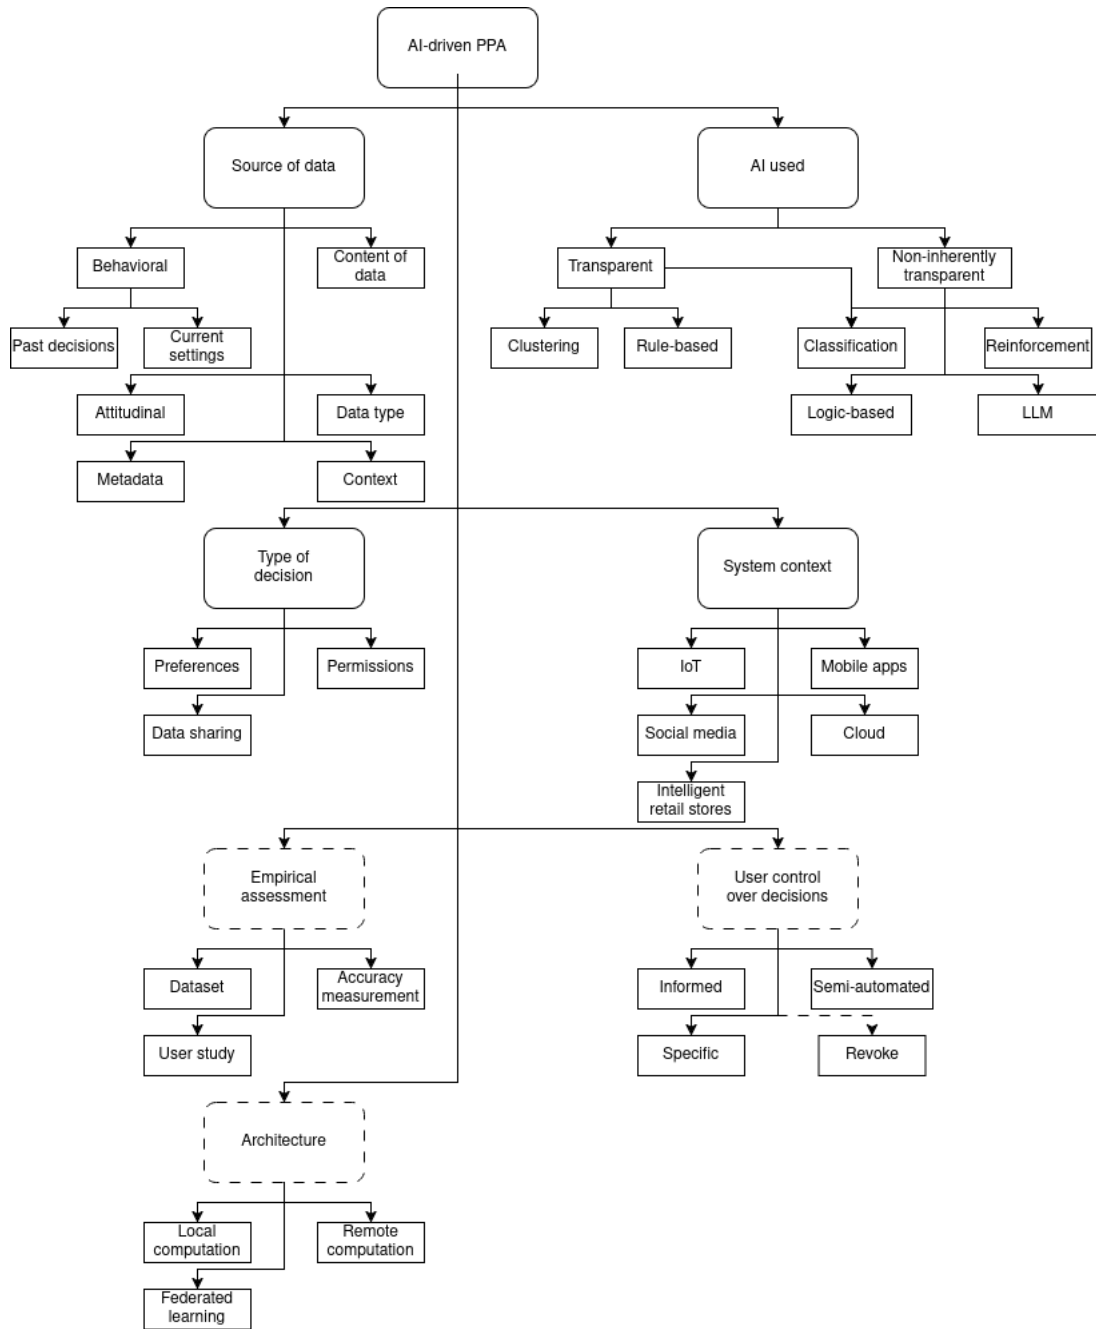 AI-driven PPA
Source of data
AI used
Behavioral
Content of
data
Transparent
Non-inherently
transparent
Past decisions
Current
settings
Clustering
Rule-based
Classification
Reinforcement
Attitudinal
Data type
Logic-based
LLM
Metadata
Context
Type of
decision
System context
Preferences
Permissions
IoT
Mobile apps
Data sharing
Social media
Cloud
Intelligent
retail stores
Empirical
assessment
User control
over decisions
Dataset
Accuracy
measurement
Informed
Semi-automated
User study
Specific
Revoke
Architecture
Local
computation
Remote
computation
Federated
learning